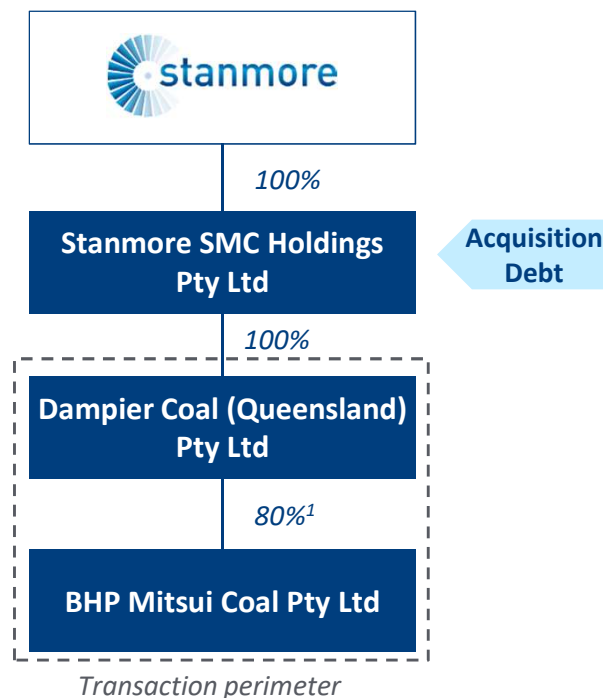 stanmore
100%
Stanmore SMC Holdings
Pty Ltd
Acquisition
Debt
100%
Dampier Coal (Queensland)
Pty Ltd
80%¹
BHP Mitsui Coal Pty Ltd
Transaction perimeter